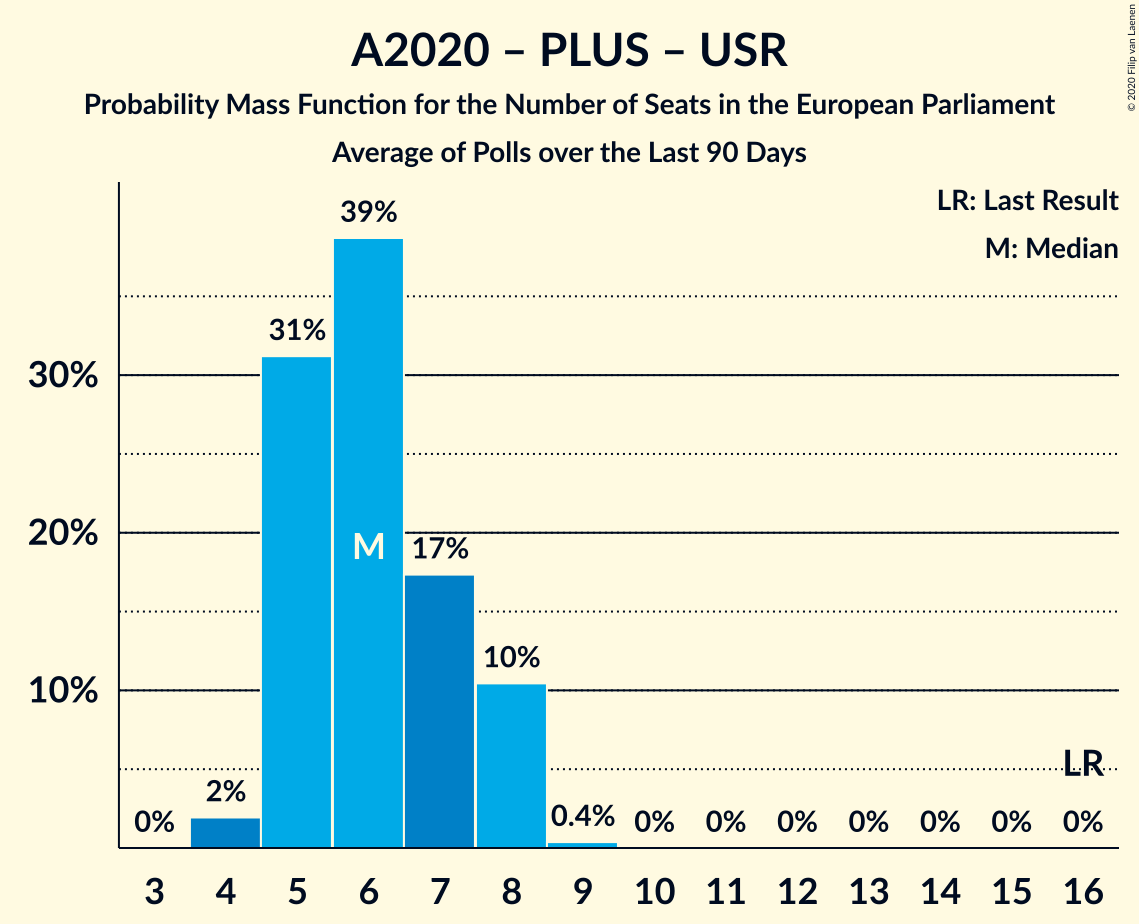 A2020 – PLUS – USR
Probability Mass Function for the Number of Seats in the European Parliament
Average of Polls over the Last 90 Days
© 2020 Filip van Laenen
LR: Last Result
M: Median
39%
31%
30%
20%
M
17%
10%
10%
LR
2%
0%
0.4%
0% 0% 0% 0% 0% 0% 0%
3 4 5 6 7 8 9 10 11 12 13 14 15 16